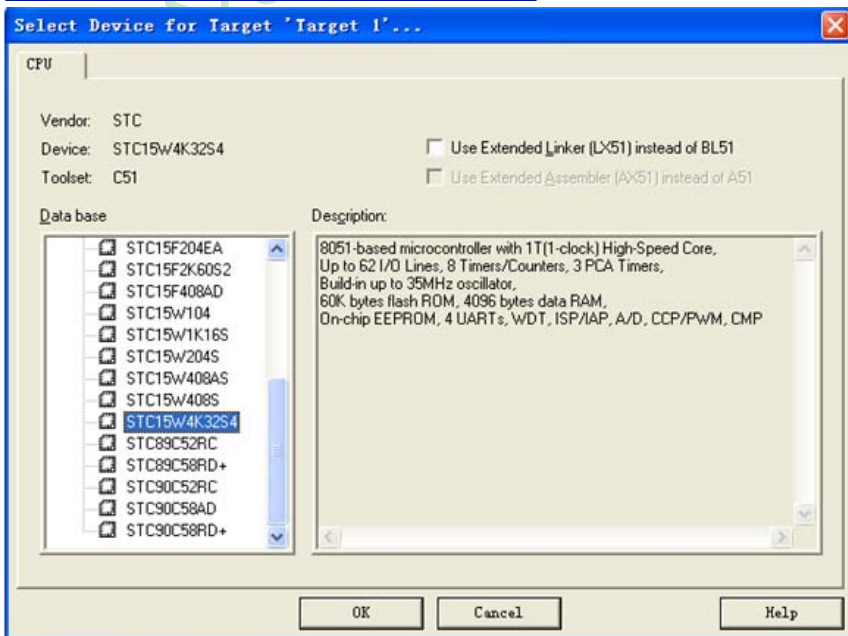 Select Device for Target 'Target 1'...
CPU
Vendor: STC
Device: STC15W4K32S4
Toolset: C51
Use Extended Linker (LX51) instead of BL51
Use Extended Assembler (AX51) instead of A51
Data base
STC15F204EA
STC15F2K60S2
STC15F408AD
STC15W104
STC15W1K16S
STC15W204S
STC15W408AS
STC15W408S
STC15W4K32S4
STC89C52RC
STC89C58RD+
STC90C52RC
STC90C58AD
STC90C58RD+
Description:
8051-based microcontroller with 1T(1-clock) High-Speed Core,
Up to 62 I/O Lines, 8 Timers/Counters, 3 PCA Timers,
Build-in up to 35MHz oscillator,
60K bytes flash ROM, 4096 bytes data RAM,
On-chip EEPROM, 4 UARTs, WDT, ISP/IAP, A/D, CCP/PWM, CMP
OK
Cancel
Help